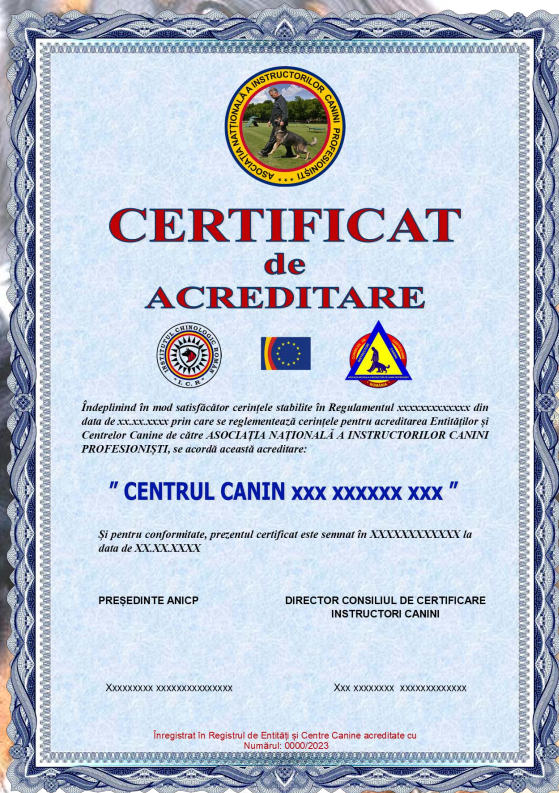 ASOCIAȚIA NAȚIONALĂ A INSTRUCTORILOR CANINI PROFESIONIȘTI
CERTIFICAT
de
ACREDITARE
INSTITUTUL CHINOLOGIC ROMÂN
* I.C.R *
Îndeplinind în mod satisfăcător cerințele stabilite în Regulamentul xxxxxxxxxxxxx din
data de xx.xx.xxxx prin care se reglementează cerințele pentru acreditarea Entităților și
Centrelor Canine de către ASOCIAȚIA NAȚIONALĂ A INSTRUCTORILOR CANINI
PROFESIONIȘTI, se acordă această acreditare:
” CENTRUL CANIN xxx xxxxxx xxx ”
Și pentru conformitate, prezentul certificat este semnat în XXXXXXXXXXXX la
data de XX.XX.XXXX
PREȘEDINTE ANICP
DIRECTOR CONSILIUL DE CERTIFICARE
INSTRUCTORI CANINI
Xxxxxxxxx xxxxxxxxxxxxxxx
Xxx xxxxxxxx xxxxxxxxxxxxx
Înregistrat în Registrul de Entități și Centre Canine acreditate cu
Numărul: 0000/2023